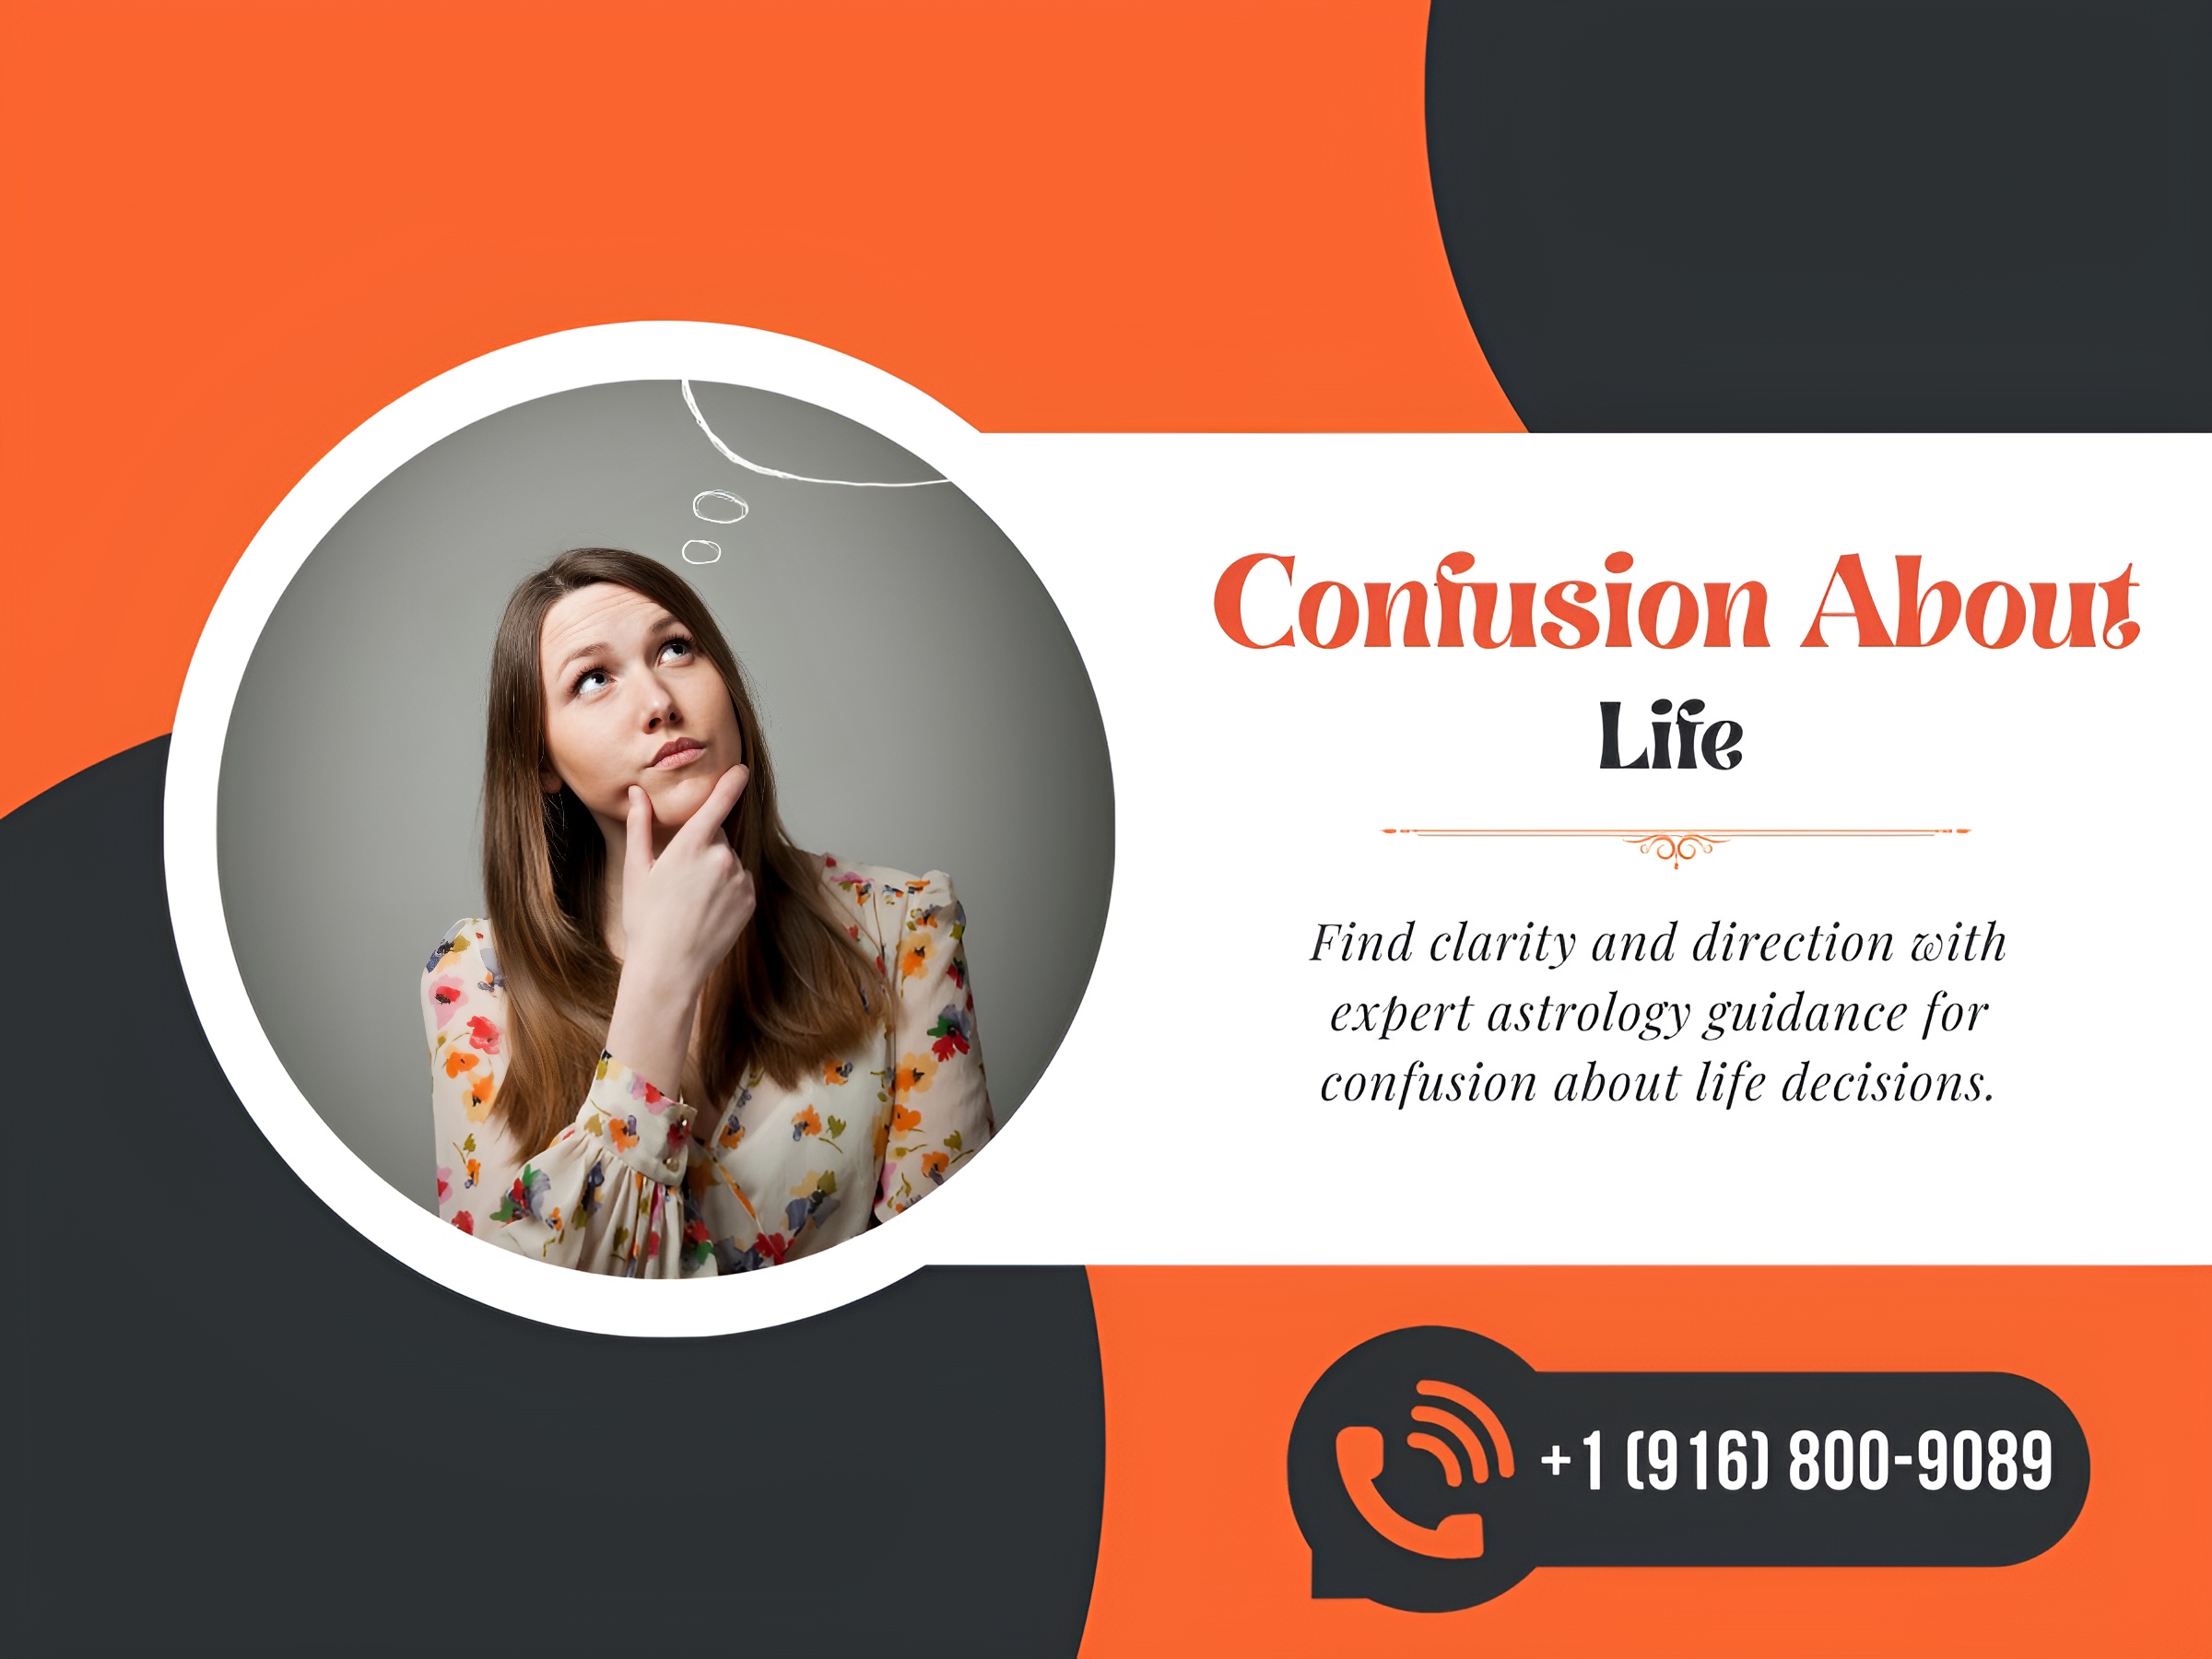 Confusion About
Life
Find clarity and direction with
expert astrology guidance for
confusion about life decisions.
+1 (916) 800-9089